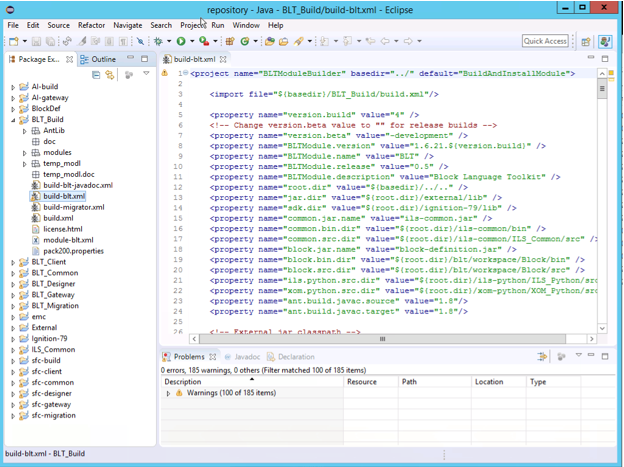 repository - Java - BLT_Build/build-blt.xml - Eclipse
File Edit Source Refactor Navigate Search Project Run Window Help
Quick Access
Package Ex...
Outline
AI-build
AI-gateway
BlockDef
BLT_Build
AntLib
doc
modules
temp_modl
temp_modl.doc
build-blt-javadoc.xml
build-blt.xml
build-migrator.xml
build.xml
license.html
module-blt.xml
pack200.properties
BLT_Client
BLT_Common
BLT_Designer
BLT_Gateway
BLT_Migration
emc
External
Ignition-79
ILS_Common
sfc-build
sfc-client
sfc-common
sfc-designer
sfc-gateway
sfc-migration
build-blt.xml
1 <project name="BLTModuleBuilder" basedir="../" default="BuildAndInstallModule">
2
3 <import file="${basedir}/BLT_Build/build.xml"/>
4
5 <property name="version.build" value="4" />
6 <!-- Change version.beta value to "" for release builds -->
7 <property name="version.beta" value="-development" />
8 <property name="BLTModule.version" value="1.6.21.${version.build}" />
9 <property name="BLTModule.name" value="BLT" />
10 <property name="BLTModule.release" value="0.5" />
11 <property name="BLTModule.description" value="Block Language Toolkit" />
12 <property name="root.dir" value="${basedir}/../.." />
13 <property name="jar.dir" value="${root.dir}/external/lib" />
14 <property name="sdk.dir" value="${root.dir}/ignition-79/lib" />
15 <property name="common.jar.name" value="ils-common.jar" />
16 <property name="common.bin.dir" value="${root.dir}/ils-common/bin" />
17 <property name="common.src.dir" value="${root.dir}/ils-common/ILS_Common/src" />
18 <property name="block.jar.name" value="block-definition.jar" />
19 <property name="block.bin.dir" value="${root.dir}/blt/workspace/Block/bin" />
20 <property name="block.src.dir" value="${root.dir}/blt/workspace/Block/src" />
21 <property name="ils.python.src.dir" value="${root.dir}/ils-python/ILS_Python/src
22 <property name="xom.python.src.dir" value="${root.dir}/xom-python/XOM_Python/src
23 <property name="ant.build.javac.source" value="1.8"/>
24 <property name="ant.build.javac.target" value="1.8"/>
25
26 <!-- External jar classpath -->
Problems
Javadoc
Declaration
0 errors, 185 warnings, 0 others (Filter matched 100 of 185 items)
Description Resource Path Location Type
Warnings (100 of 185 items)
build-blt.xml - BLT_Build